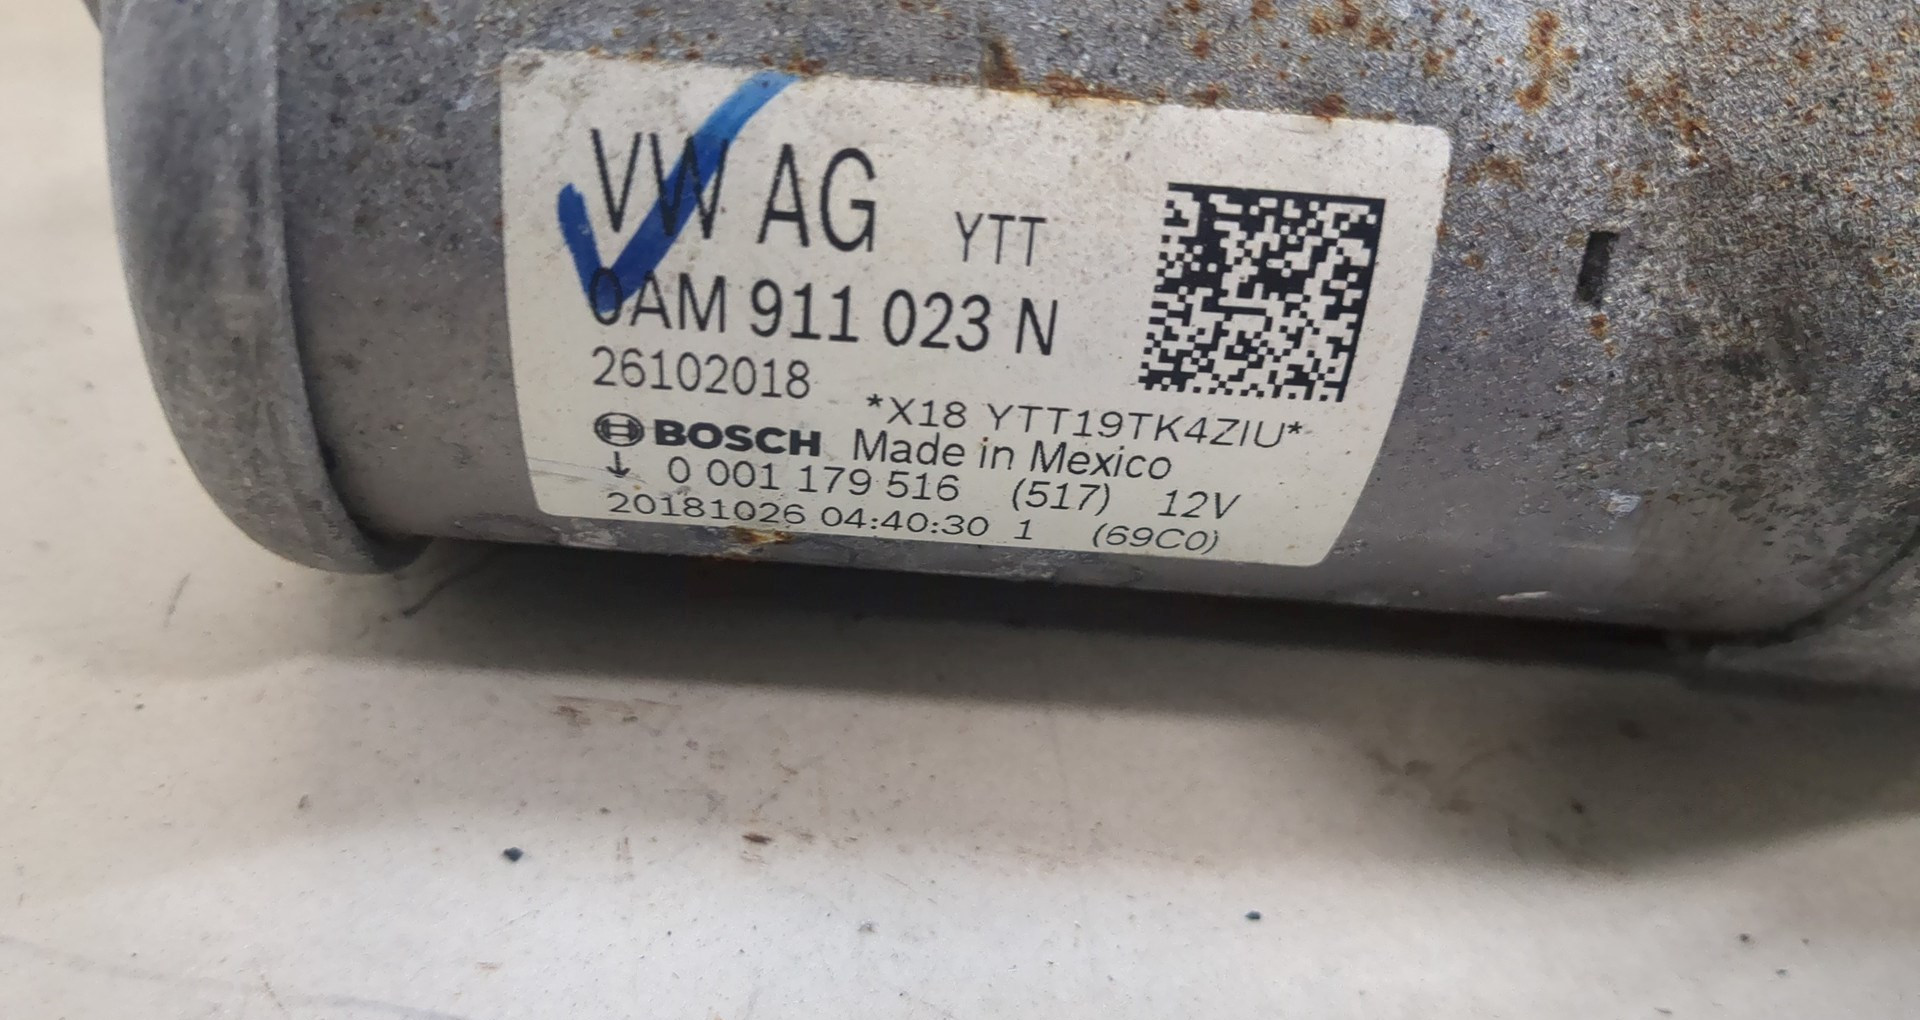 VW AG YTT
0AM 911 023 N
26102018
*X18 YTT19TK4ZIU*
BOSCH Made in Mexico
↓ 0 001 179 516 (517) 12V
20181026 04:40:30 1 (69C0)